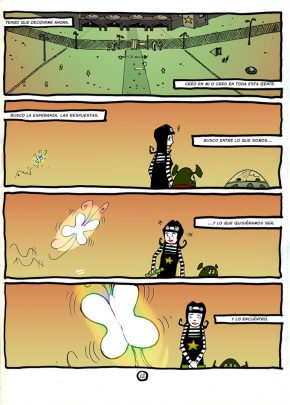 TENGO QUE DECIDIRME AHORA.
CREO EN MÍ O CREO EN TODA ESTA GENTE.
BUSCO LA ESPERANZA, LAS RESPUESTAS.
BUSCO ENTRE LO QUE SOMOS...
...Y LO QUE QUISIÉRAMOS SER.
Y LO ENCUENTRO.